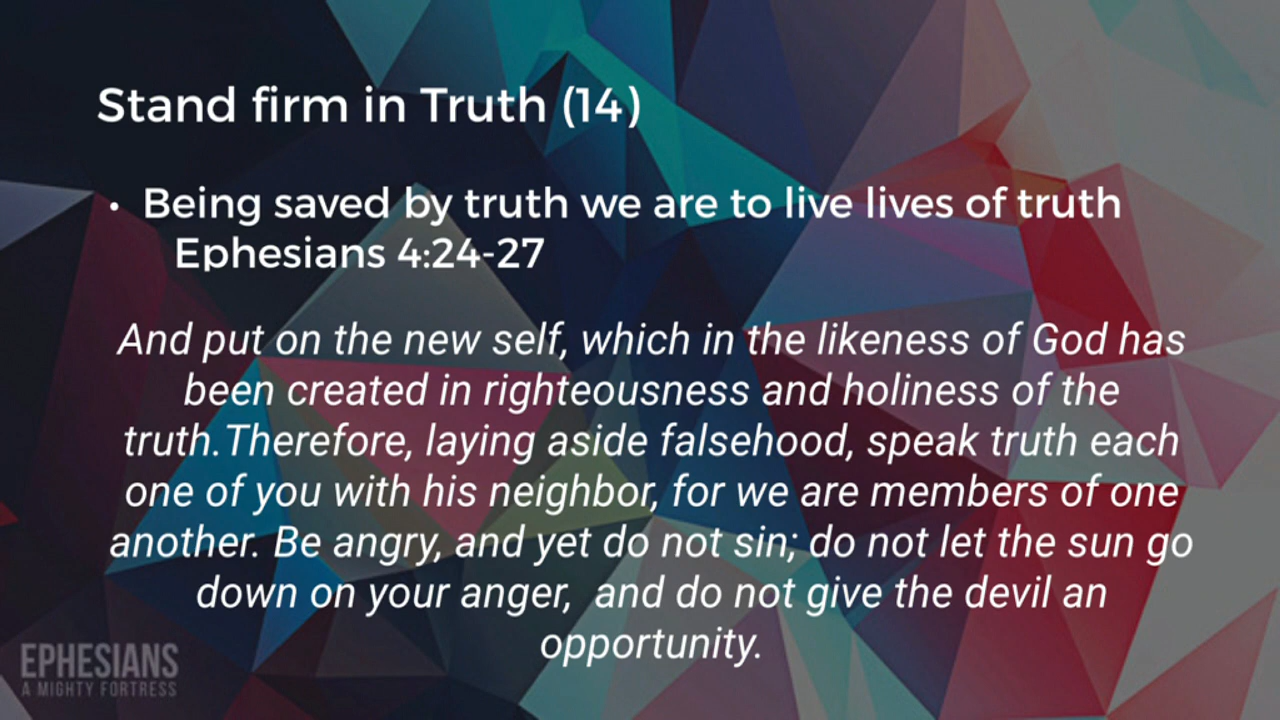 Stand firm in Truth (14)
• Being saved by truth we are to live lives of truth
Ephesians 4:24-27
And put on the new self, which in the likeness of God has
been created in righteousness and holiness of the
truth.Therefore, laying aside falsehood, speak truth each
one of you with his neighbor, for we are members of one
another. Be angry, and yet do not sin; do not let the sun go
down on your anger,  and do not give the devil an
opportunity.
EPHESIANS
A MIGHTY FORTRESS